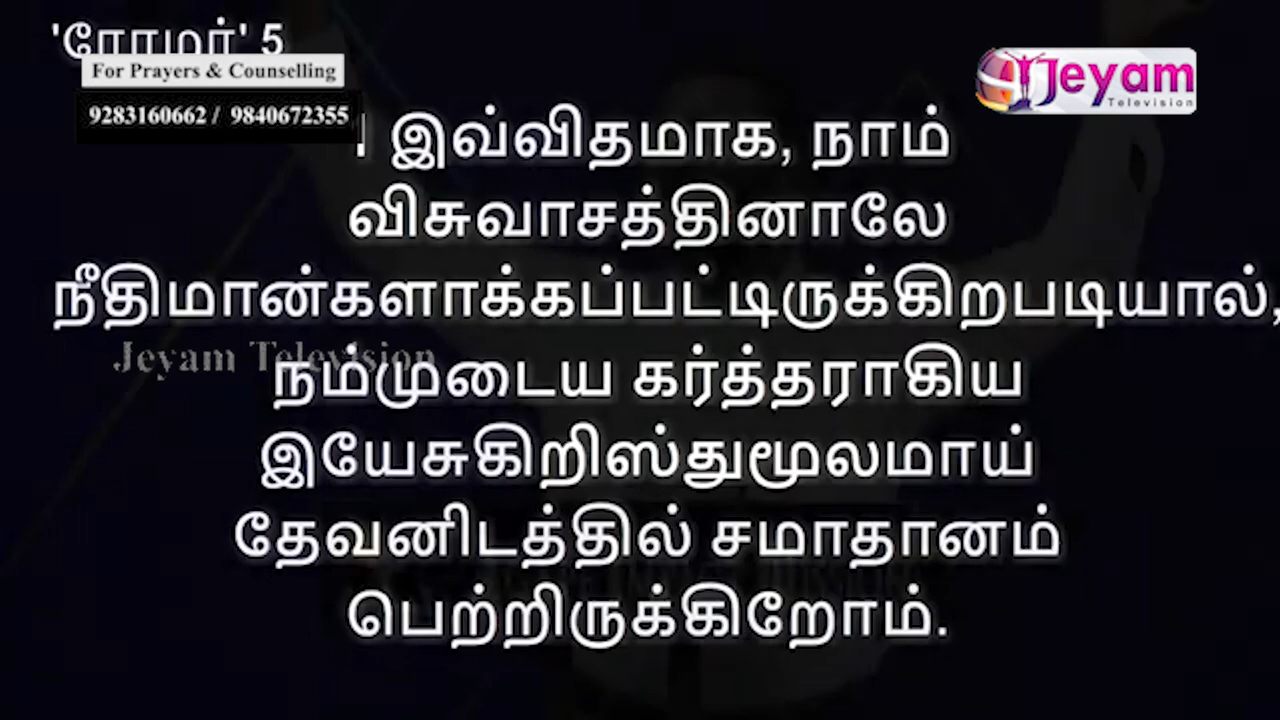 'ரோமர்' 5
For Prayers & Counselling
9283160662 / 9840672355
Jeyam
Television
1 இவ்விதமாக, நாம்
விசுவாசத்தினாலே
நீதிமான்களாக்கப்பட்டிருக்கிறபடியால்,
Jeyam Television
நம்முடைய கர்த்தராகிய
இயேசுகிறிஸ்துமூலமாய்
தேவனிடத்தில் சமாதானம்
பெற்றிருக்கிறோம்.